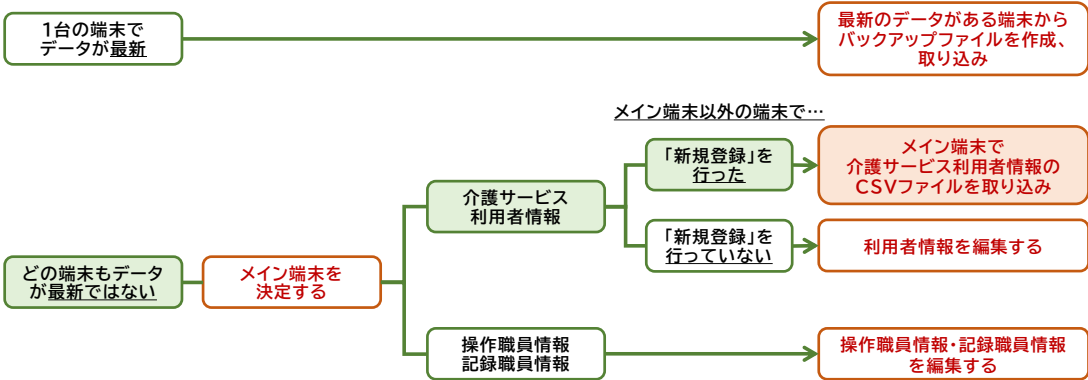 1台の端末で
データが最新
最新のデータがある端末から
バックアップファイルを作成、
取り込み
メイン端末以外の端末で…
「新規登録」を
行った
メイン端末で
介護サービス利用者情報の
CSVファイルを取り込み
介護サービス
利用者情報
「新規登録」を
行っていない
利用者情報を編集する
どの端末もデータ
が最新ではない
メイン端末を
決定する
操作職員情報
記録職員情報
操作職員情報・記録職員情報
を編集する